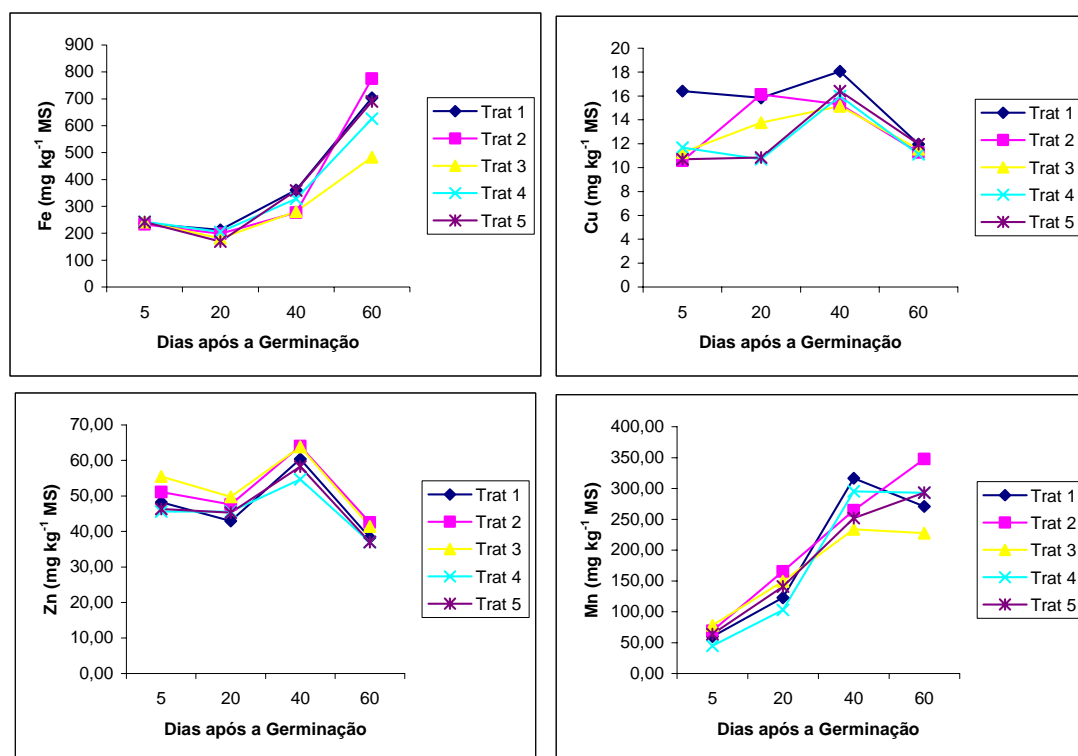 900
800
700
600
500
400
300
200
100
0
Fe (mg kg⁻¹ MS)
5 20 40 60
Dias após a Germinação
Trat 1
Trat 2
Trat 3
Trat 4
Trat 5
20
18
16
14
12
10
8
6
4
2
0
Cu (mg kg⁻¹ MS)
5 20 40 60
Dias após a Germinação
Trat 1
Trat 2
Trat 3
Trat 4
Trat 5
70,00
60,00
50,00
40,00
30,00
20,00
10,00
0,00
Zn (mg kg⁻¹ MS)
5 20 40 60
Dias após a Germinação
Trat 1
Trat 2
Trat 3
Trat 4
Trat 5
400,00
350,00
300,00
250,00
200,00
150,00
100,00
50,00
0,00
Mn (mg kg⁻¹ MS)
5 20 40 60
Dias após a Germinação
Trat 1
Trat 2
Trat 3
Trat 4
Trat 5